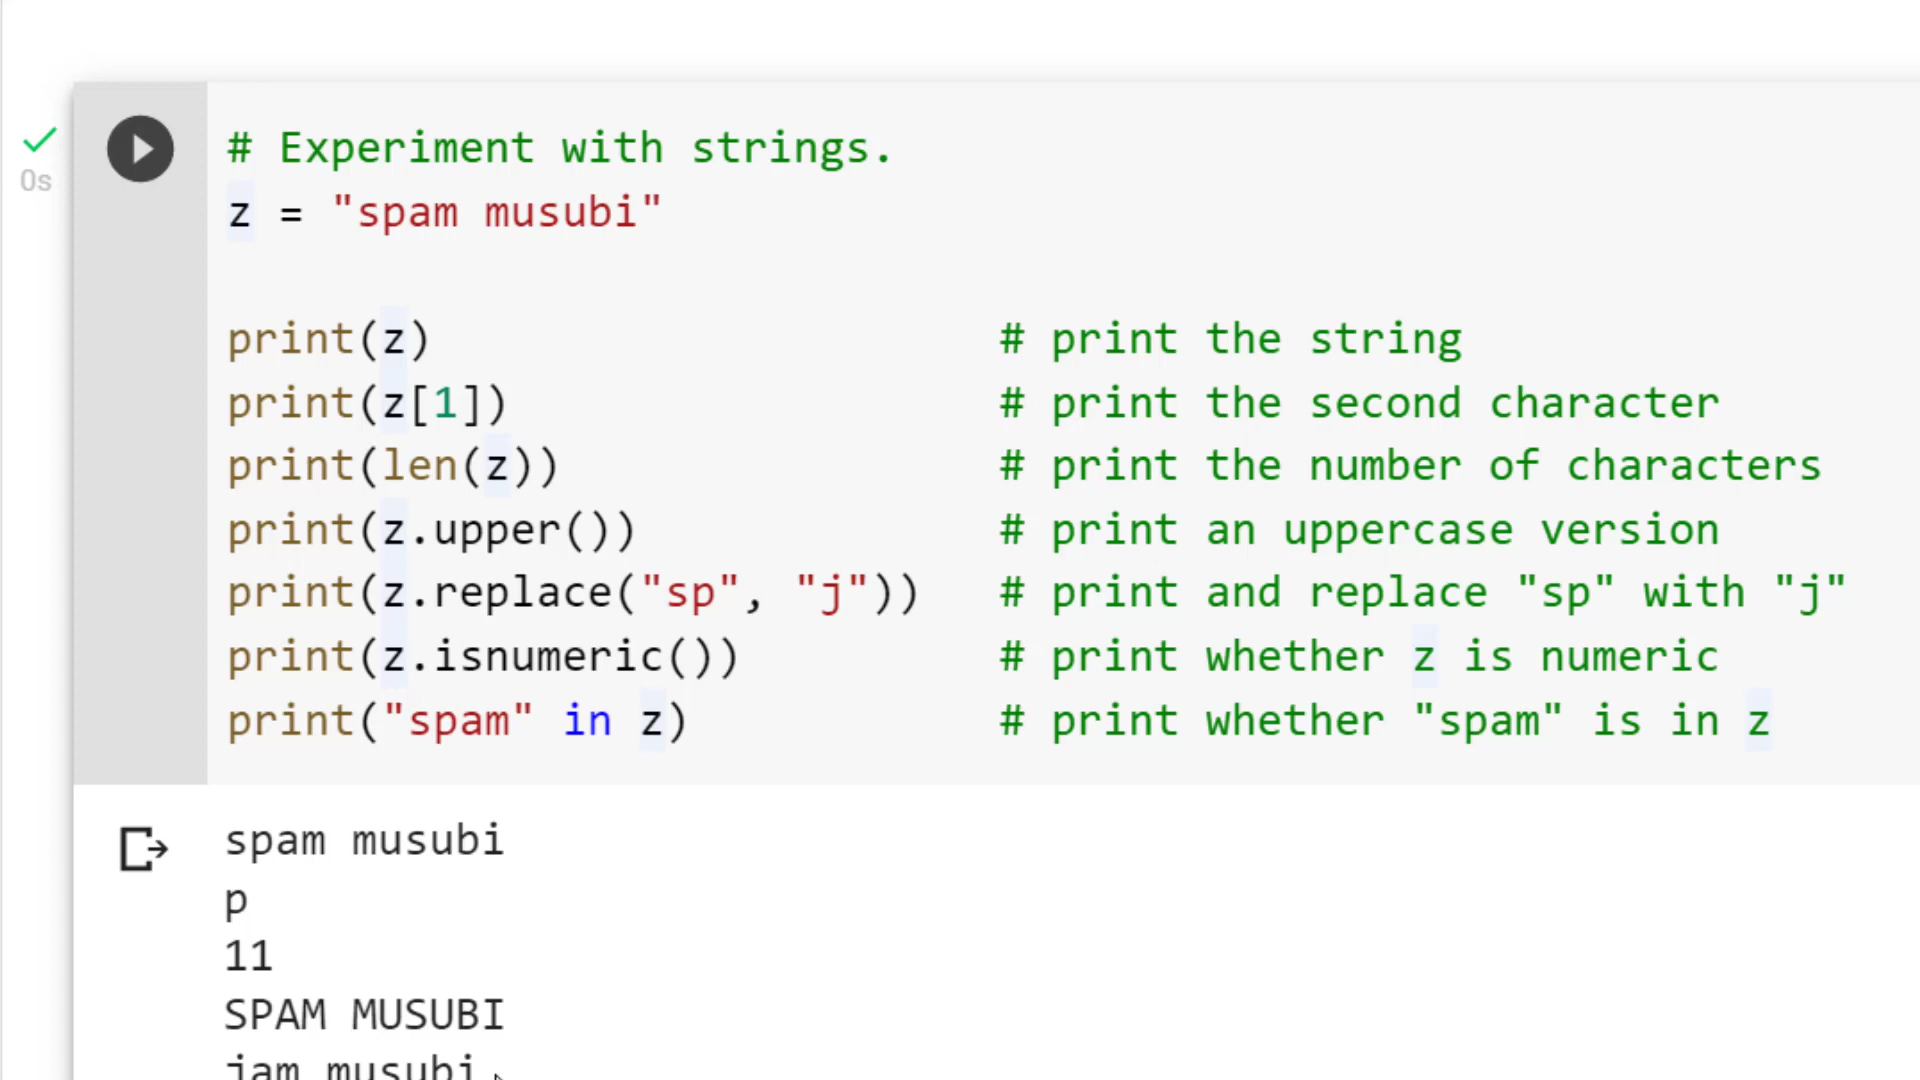 # Experiment with strings.
0s
z = "spam musubi"
print(z) # print the string
print(z[1]) # print the second character
print(len(z)) # print the number of characters
print(z.upper()) # print an uppercase version
print(z.replace("sp", "j")) # print and replace "sp" with "j"
print(z.isnumeric()) # print whether z is numeric
print("spam" in z) # print whether "spam" is in z
spam musubi
p
11
SPAM MUSUBI
jam musubi